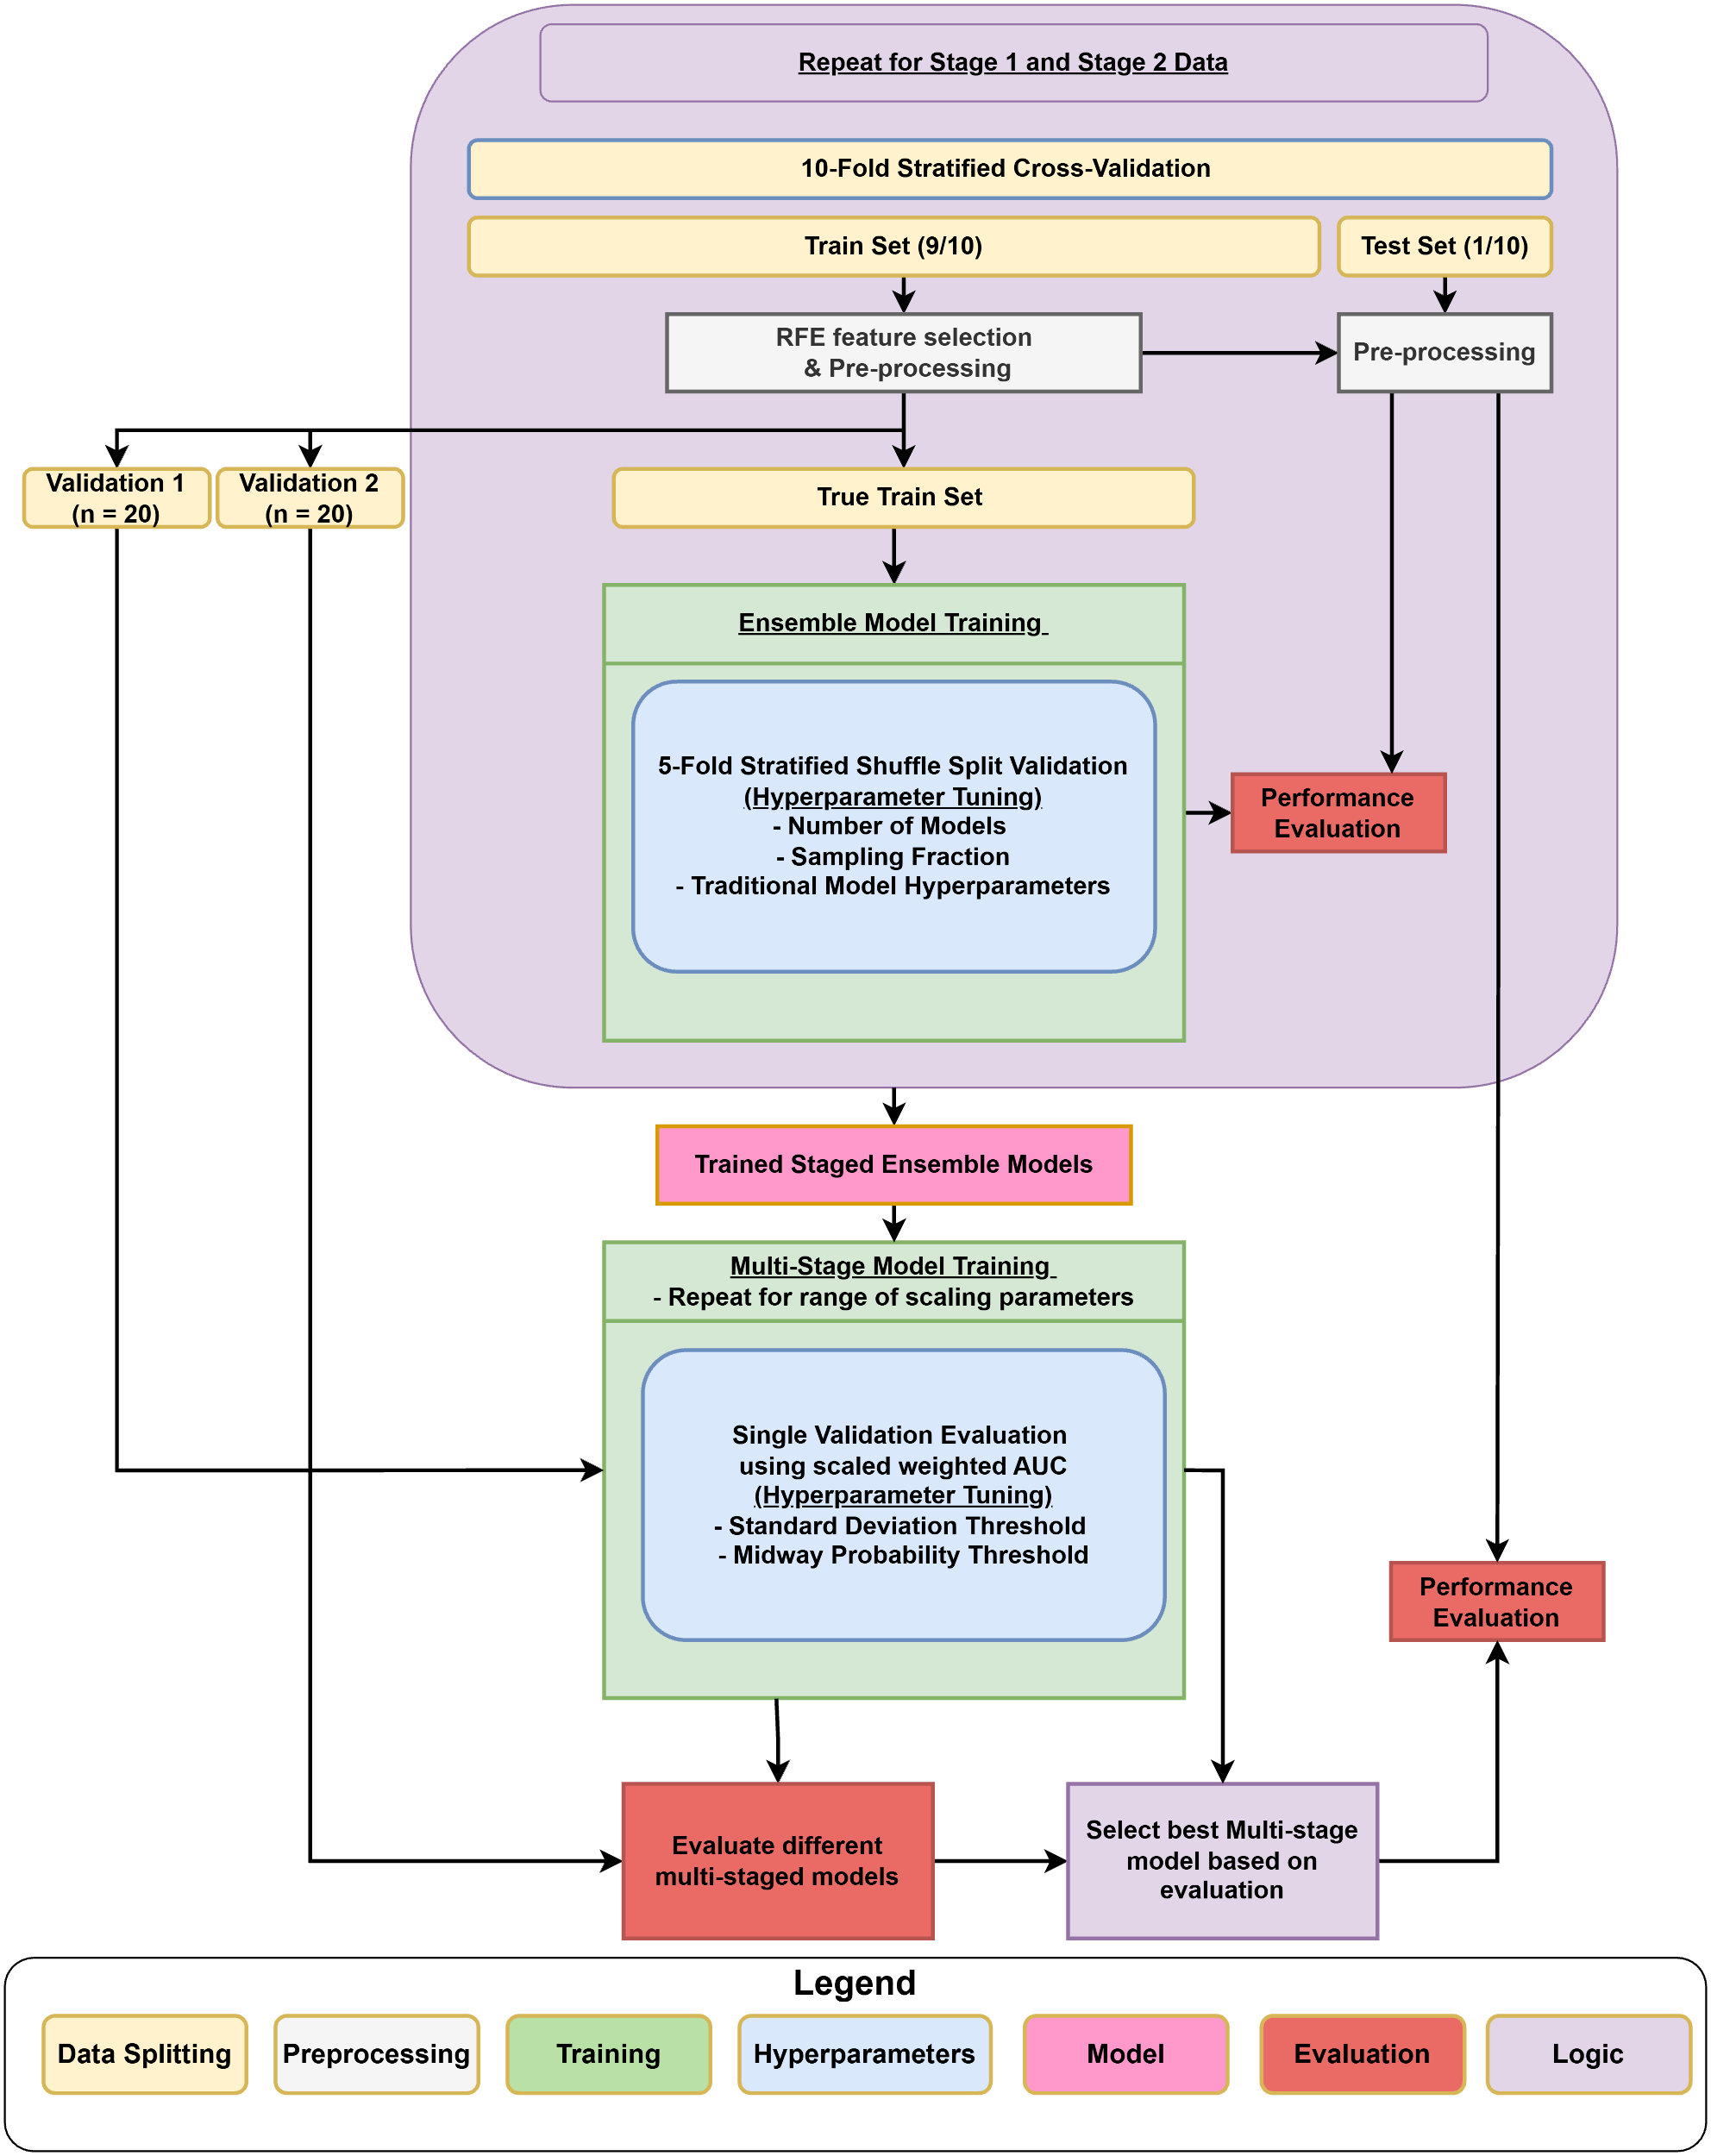 Repeat for Stage 1 and Stage 2 Data
10-Fold Stratified Cross-Validation
Train Set (9/10)
Test Set (1/10)
RFE feature selection
& Pre-processing
Pre-processing
Validation 1
(n = 20)
Validation 2
(n = 20)
True Train Set
Ensemble Model Training
5-Fold Stratified Shuffle Split Validation
(Hyperparameter Tuning)
- Number of Models
- Sampling Fraction
- Traditional Model Hyperparameters
Performance
Evaluation
Trained Staged Ensemble Models
Multi-Stage Model Training
- Repeat for range of scaling parameters
Single Validation Evaluation
using scaled weighted AUC
(Hyperparameter Tuning)
- Standard Deviation Threshold
- Midway Probability Threshold
Performance
Evaluation
Evaluate different
multi-staged models
Select best Multi-stage
model based on
evaluation
Legend
Data Splitting
Preprocessing
Training
Hyperparameters
Model
Evaluation
Logic